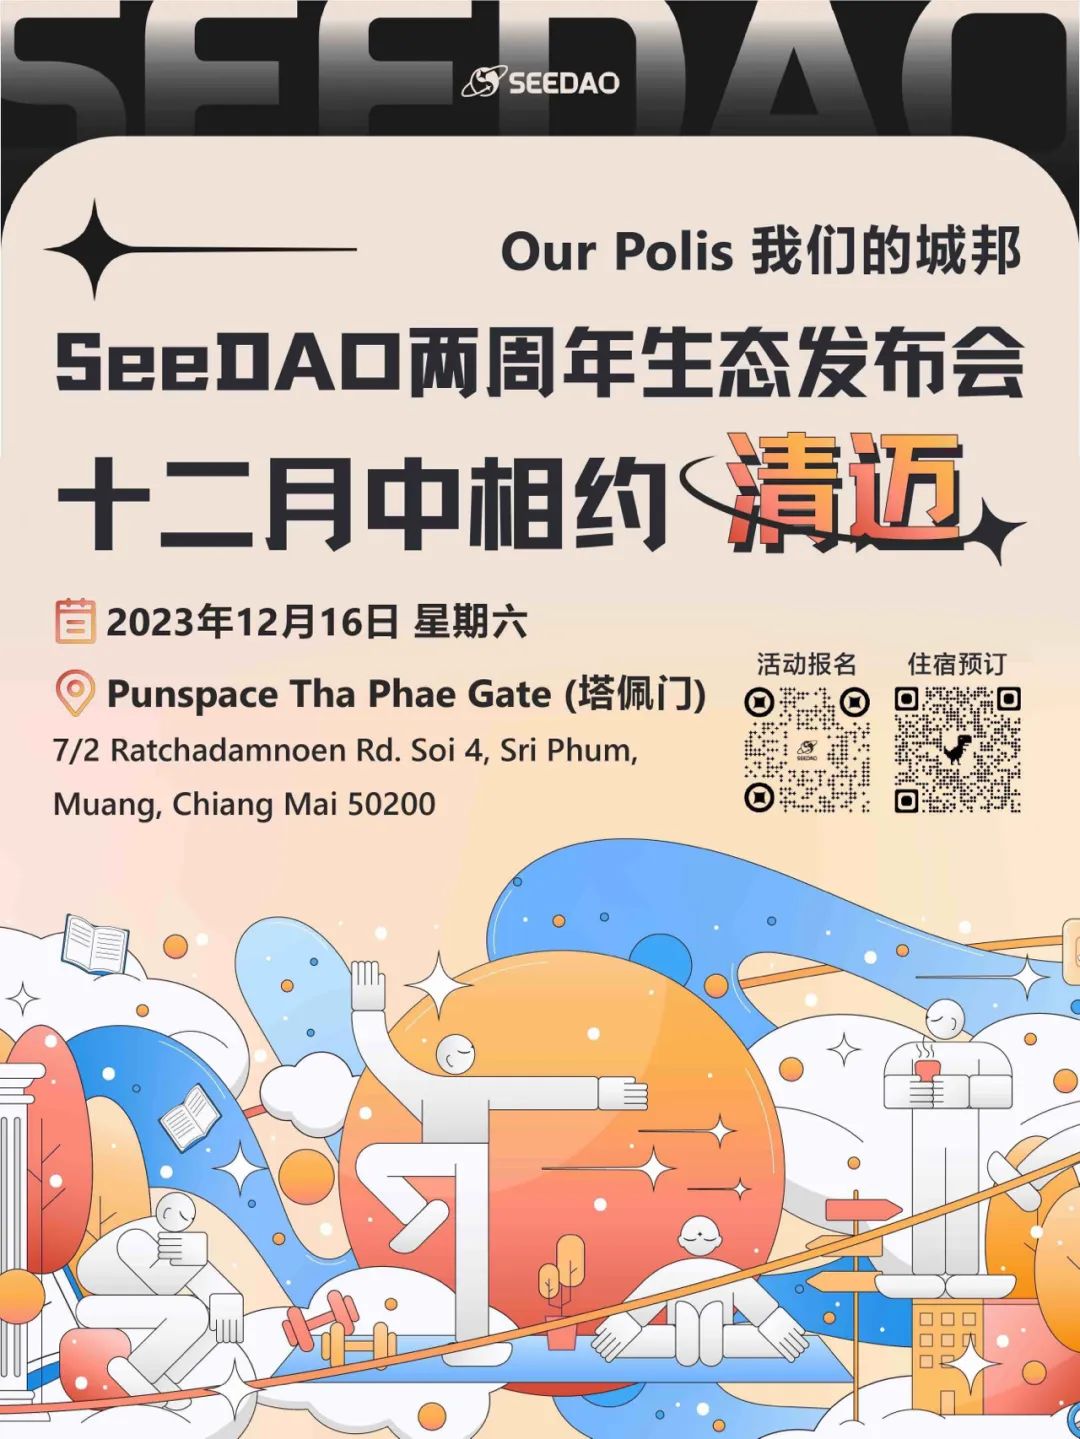 SEEDAO
SEEDAO
Our Polis 我们的城邦
SeeDAO两周年生态发布会
十二月中相约 清迈
2023年12月16日 星期六
Punspace Tha Phae Gate (塔佩门)
7/2 Ratchadamnoen Rd. Soi 4, Sri Phum,
Muang, Chiang Mai 50200
活动报名
住宿预订
SEEDAO